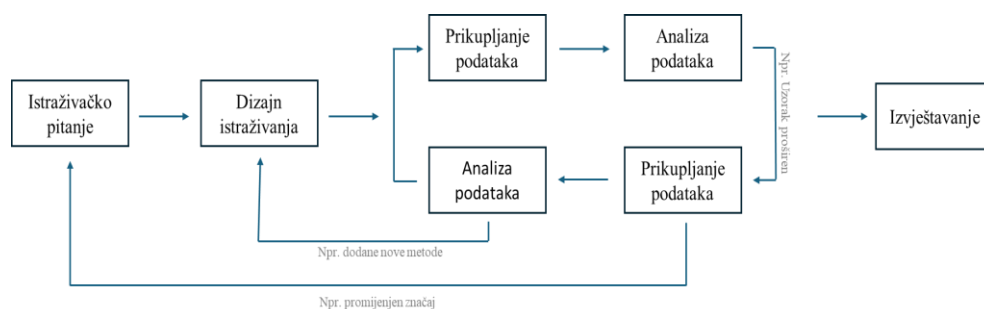 Prikupljanje
podataka
Analiza
podataka
Npr. Uzorak proširen
Istraživačko
pitanje
Dizajn
istraživanja
Izvještavanje
Analiza
podataka
Prikupljanje
podataka
Npr. dodane nove metode
Npr. promijenjen značaj